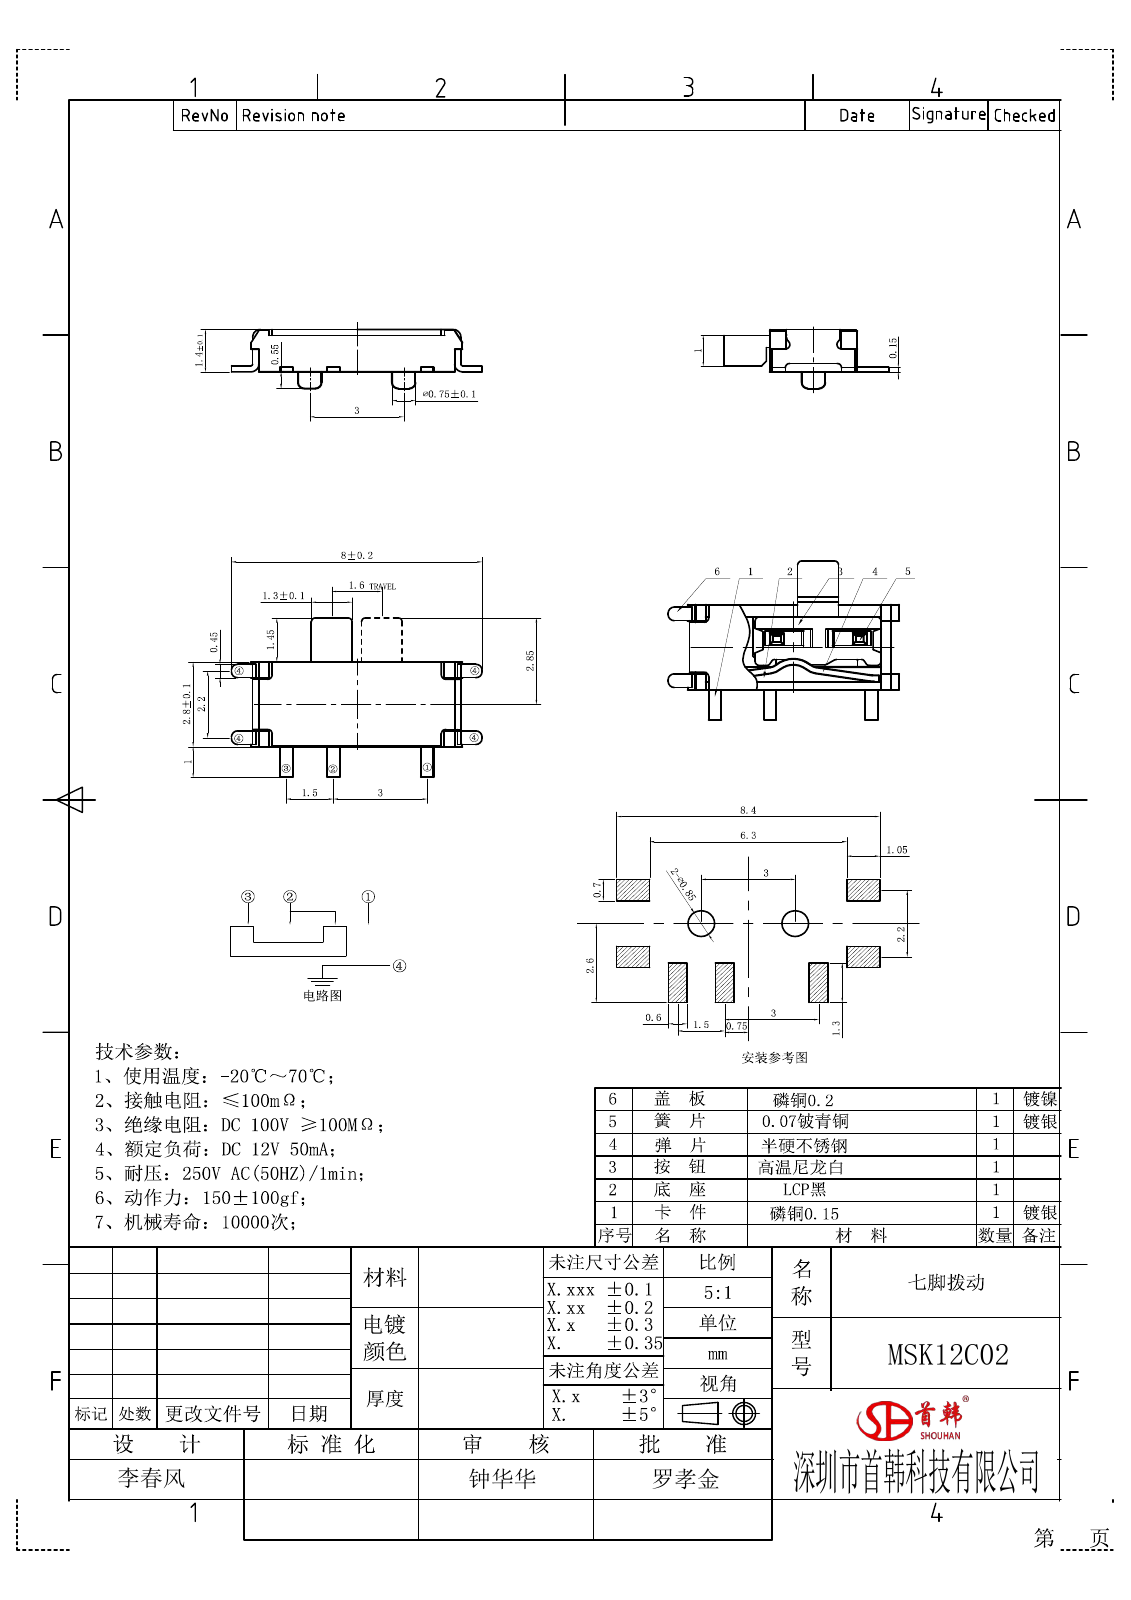 1 2 3 4
RevNo Revision note Date Signature Checked
A A
1.4±0.1
0.55
⌀0.75±0.1
3
1
0.15
B B
8±0.2
1.6 TRAVEL
1.3±0.1
1.45
0.45
2.85
2.8±0.1
2.2
1
④ ④
④ ④
③ ② ①
1.5 3
6 1 2 3 4 5
C C
8.4
6.3
1.05
3
2-⌀0.85
0.7
2.2
2.6
0.6
1.5
0.75
3
1.3
安装参考图
③ ② ①
④
电路图
D D
技术参数:
1、使用温度: -20℃～70℃;
2、接触电阻: ≤100mΩ;
3、绝缘电阻: DC 100V ≥100MΩ;
4、额定负荷: DC 12V 50mA;
5、耐压: 250V AC(50HZ)/1min;
6、动作力: 150±100gf;
7、机械寿命: 10000次;
E E
6 盖 板 磷铜0.2 1 镀镍
5 簧 片 0.07铍青铜 1 镀银
4 弹 片 半硬不锈钢 1
3 按 钮 高温尼龙白 1
2 底 座 LCP黑 1
1 卡 件 磷铜0.15 1 镀银
序号 名 称 材 料 数量 备注
材料
电镀
颜色
厚度
未注尺寸公差
X.xxx ±0.1
X.xx ±0.2
X.x ±0.3
X. ±0.35
未注角度公差
X.x ±3°
X. ±5°
比例
5:1
单位
mm
视角
名称 七脚拨动
型号 MSK12C02
F F
标记 处数 更改文件号 日期
设 计 标 准 化 审 核 批 准
李春风 钟华华 罗孝金
SH 首韩®
SHOUHAN
深圳市首韩科技有限公司
1 4
第 页